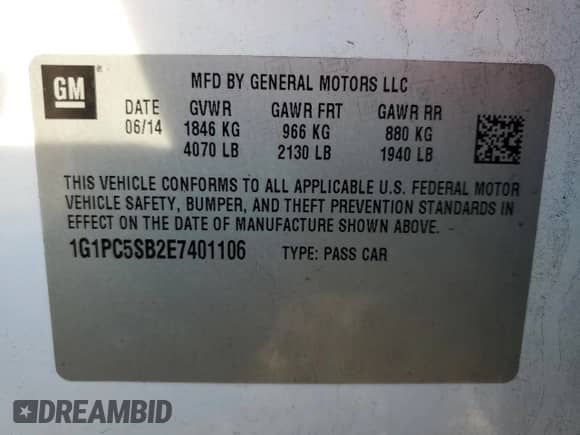 GM ®
MFD BY GENERAL MOTORS LLC
DATE GVWR GAWR FRT GAWR RR
06/14 1846 KG 966 KG 880 KG
4070 LB 2130 LB 1940 LB
THIS VEHICLE CONFORMS TO ALL APPLICABLE U.S. FEDERAL MOTOR
VEHICLE SAFETY, BUMPER, AND THEFT PREVENTION STANDARDS IN
EFFECT ON THE DATE OF MANUFACTURE SHOWN ABOVE.
1G1PC5SB2E7401106 TYPE: PASS CAR
DREAMBID